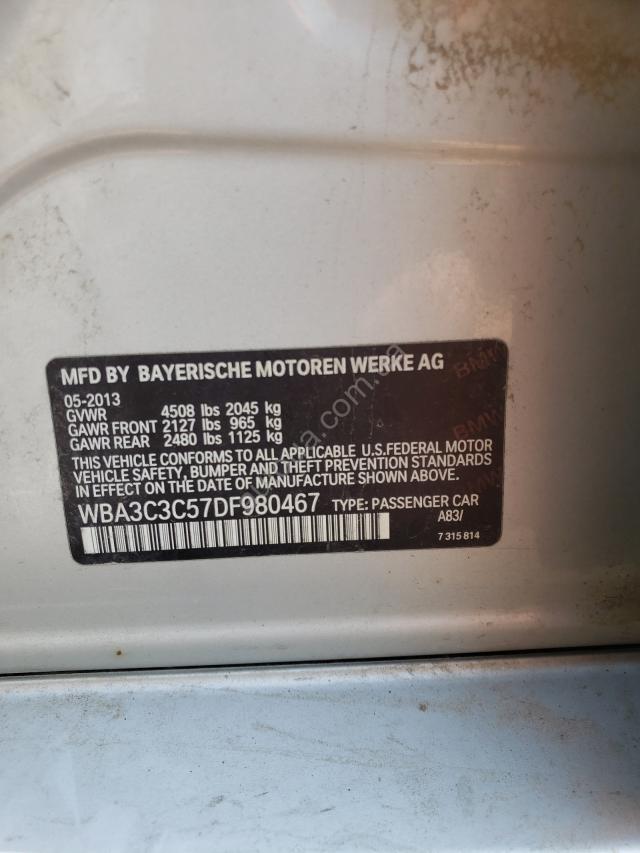 MFD BY BAYERISCHE MOTOREN WERKE AG
05-2013
GVWR 4508 lbs 2045 kg
GAWR FRONT 2127 lbs 965 kg
GAWR REAR 2480 lbs 1125 kg
THIS VEHICLE CONFORMS TO ALL APPLICABLE U.S.FEDERAL MOTOR
VEHICLE SAFETY, BUMPER AND THEFT PREVENTION STANDARDS
IN EFFECT ON THE DATE OF MANUFACTURE SHOWN ABOVE.
WBA3C3C57DF980467 TYPE: PASSENGER CAR
A83/
7 315 814
BMW
BMW